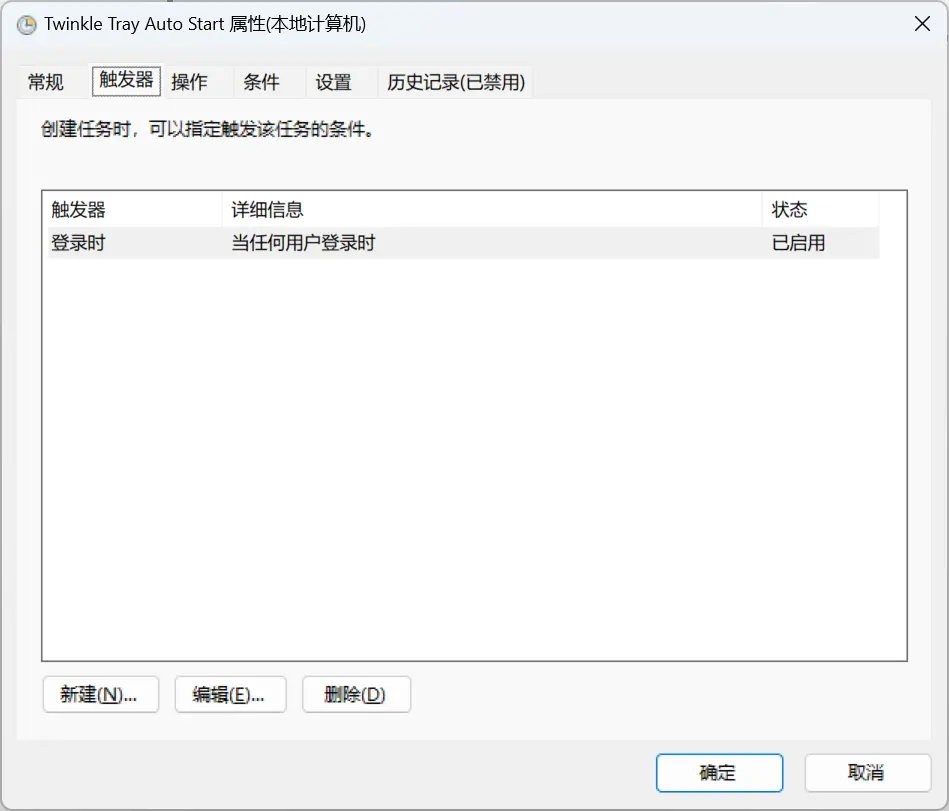 Twinkle Tray Auto Start 属性(本地计算机)
常规 触发器 操作 条件 设置 历史记录(已禁用)
创建任务时，可以指定触发该任务的条件。
触发器 详细信息 状态
登录时 当任何用户登录时 已启用
新建(N)... 编辑(E)... 删除(D)
确定 取消